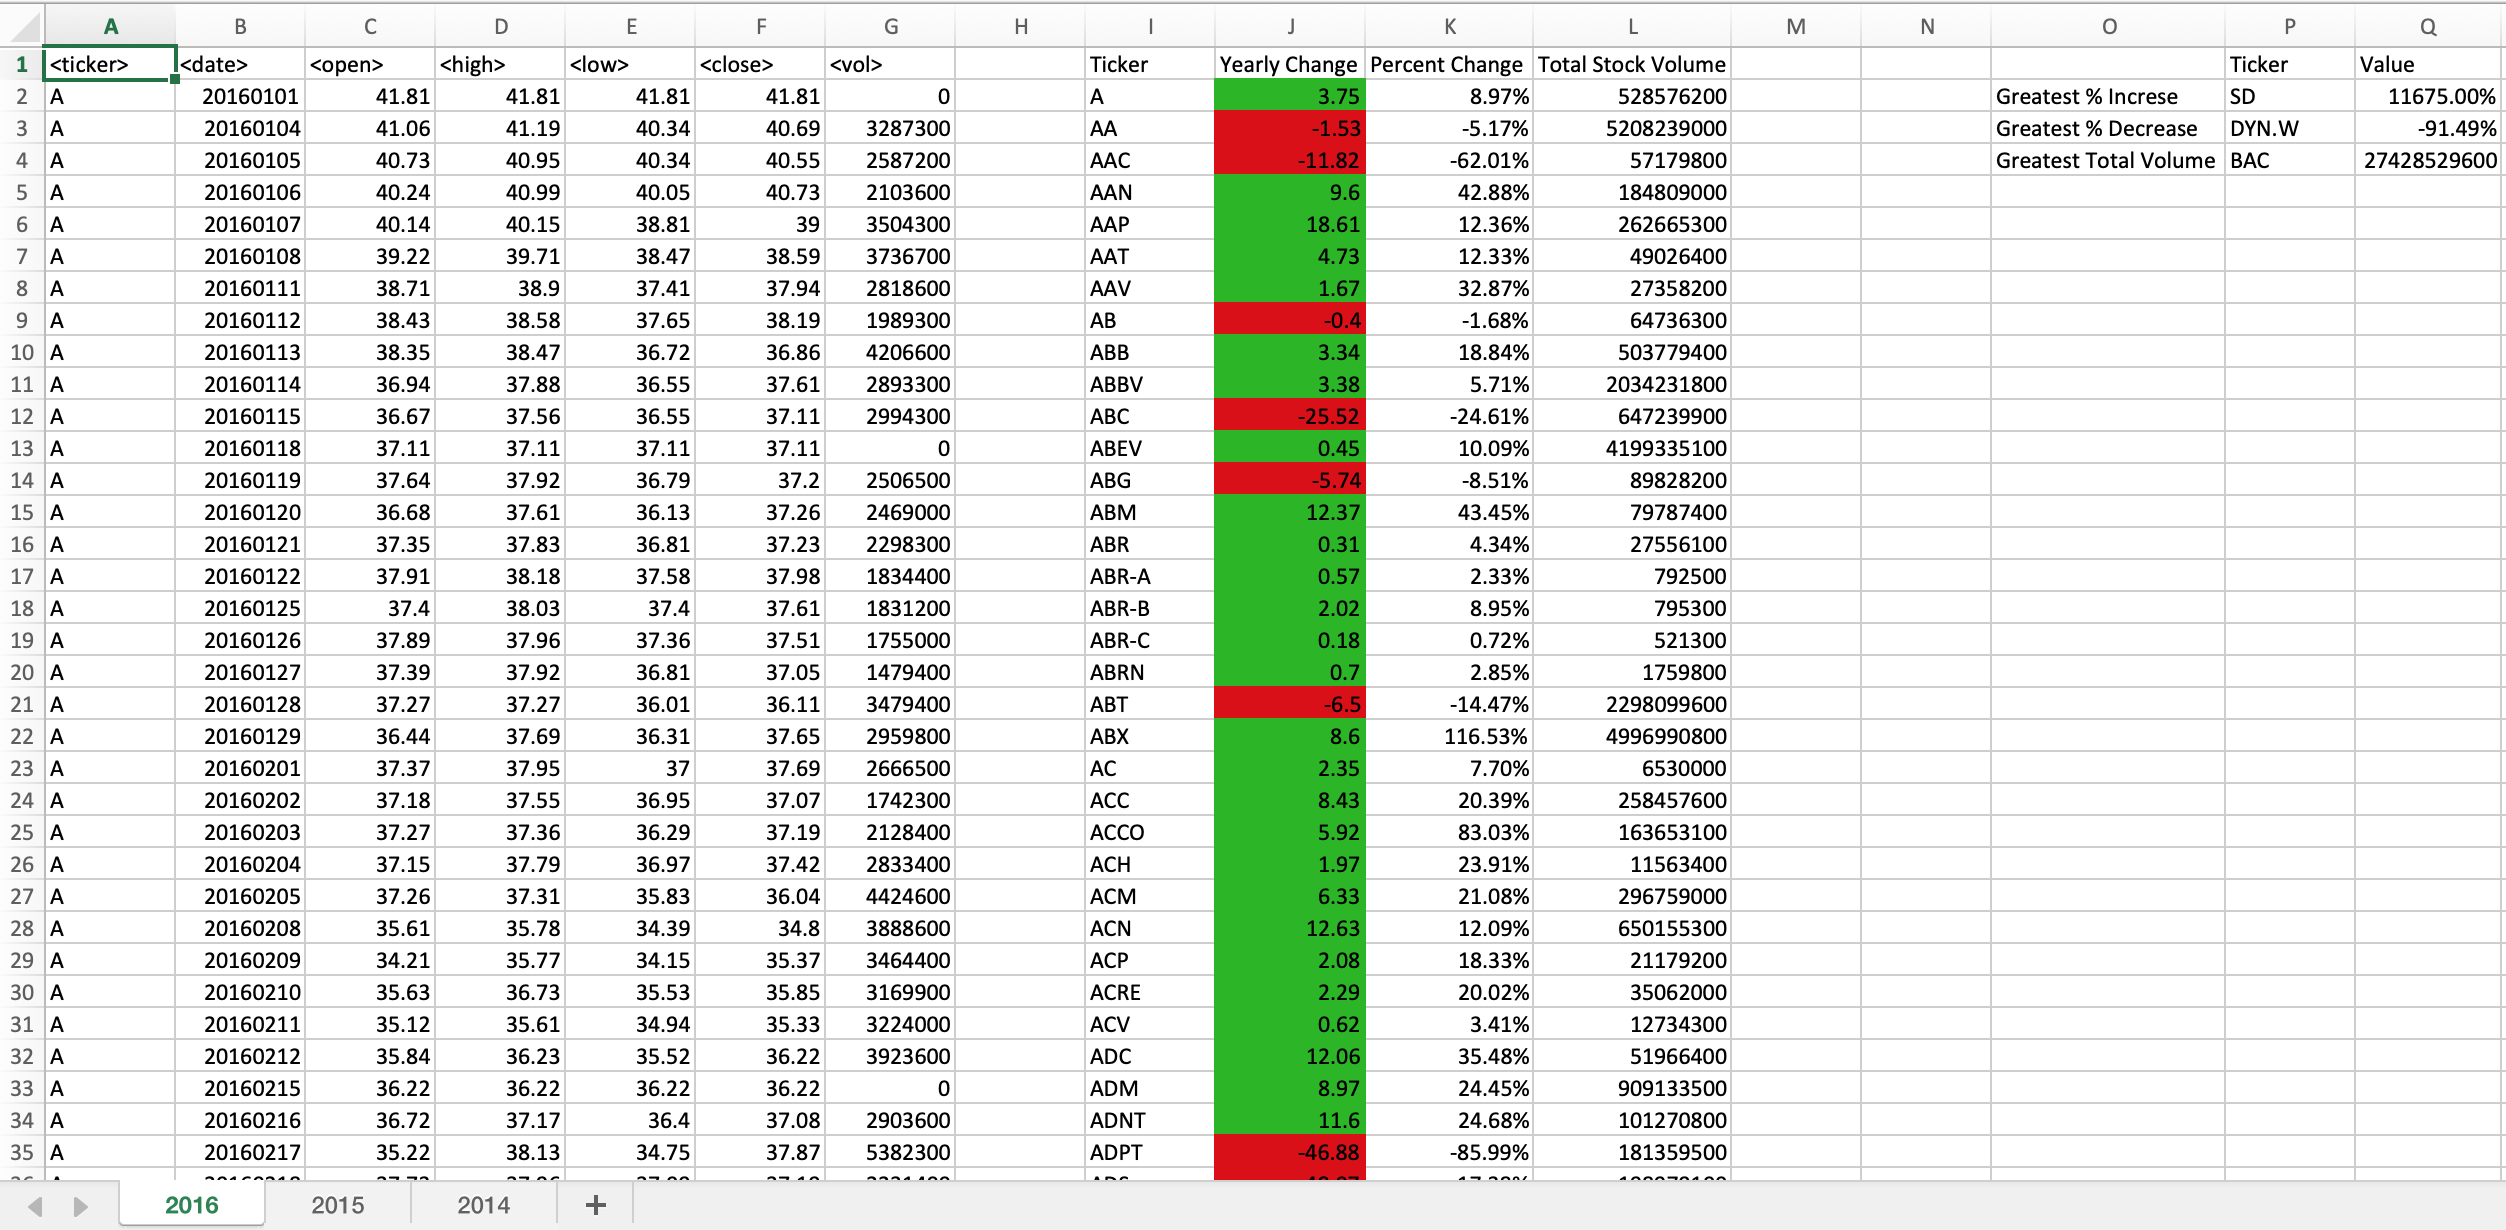 A B C D E F G H I J K L M N O P Q
1 <ticker> <date> <open> <high> <low> <close> <vol> Ticker Yearly Change Percent Change Total Stock Volume Ticker Value
2 A 20160101 41.81 41.81 41.81 41.81 0 A 3.75 8.97% 528576200 Greatest % Increse SD 11675.00%
3 A 20160104 41.06 41.19 40.34 40.69 3287300 AA -1.53 -5.17% 5208239000 Greatest % Decrease DYN.W -91.49%
4 A 20160105 40.73 40.95 40.34 40.55 2587200 AAC -11.82 -62.01% 57179800 Greatest Total Volume BAC 27428529600
5 A 20160106 40.24 40.99 40.05 40.73 2103600 AAN 9.6 42.88% 184809000
6 A 20160107 40.14 40.15 38.81 39 3504300 AAP 18.61 12.36% 262665300
7 A 20160108 39.22 39.71 38.47 38.59 3736700 AAT 4.73 12.33% 49026400
8 A 20160111 38.71 38.9 37.41 37.94 2818600 AAV 1.67 32.87% 27358200
9 A 20160112 38.43 38.58 37.65 38.19 1989300 AB -0.4 -1.68% 64736300
10 A 20160113 38.35 38.47 36.72 36.86 4206600 ABB 3.34 18.84% 503779400
11 A 20160114 36.94 37.88 36.55 37.61 2893300 ABBV 3.38 5.71% 2034231800
12 A 20160115 36.67 37.56 36.55 37.11 2994300 ABC -25.52 -24.61% 647239900
13 A 20160118 37.11 37.11 37.11 37.11 0 ABEV 0.45 10.09% 4199335100
14 A 20160119 37.64 37.92 36.79 37.2 2506500 ABG -5.74 -8.51% 89828200
15 A 20160120 36.68 37.61 36.13 37.26 2469000 ABM 12.37 43.45% 79787400
16 A 20160121 37.35 37.83 36.81 37.23 2298300 ABR 0.31 4.34% 27556100
17 A 20160122 37.91 38.18 37.58 37.98 1834400 ABR-A 0.57 2.33% 792500
18 A 20160125 37.4 38.03 37.4 37.61 1831200 ABR-B 2.02 8.95% 795300
19 A 20160126 37.89 37.96 37.36 37.51 1755000 ABR-C 0.18 0.72% 521300
20 A 20160127 37.39 37.92 36.81 37.05 1479400 ABRN 0.7 2.85% 1759800
21 A 20160128 37.27 37.27 36.01 36.11 3479400 ABT -6.5 -14.47% 2298099600
22 A 20160129 36.44 37.69 36.31 37.65 2959800 ABX 8.6 116.53% 4996990800
23 A 20160201 37.37 37.95 37 37.69 2666500 AC 2.35 7.70% 6530000
24 A 20160202 37.18 37.55 36.95 37.07 1742300 ACC 8.43 20.39% 258457600
25 A 20160203 37.27 37.36 36.29 37.19 2128400 ACCO 5.92 83.03% 163653100
26 A 20160204 37.15 37.79 36.97 37.42 2833400 ACH 1.97 23.91% 11563400
27 A 20160205 37.26 37.31 35.83 36.04 4424600 ACM 6.33 21.08% 296759000
28 A 20160208 35.61 35.78 34.39 34.8 3888600 ACN 12.63 12.09% 650155300
29 A 20160209 34.21 35.77 34.15 35.37 3464400 ACP 2.08 18.33% 21179200
30 A 20160210 35.63 36.73 35.53 35.85 3169900 ACRE 2.29 20.02% 35062000
31 A 20160211 35.12 35.61 34.94 35.33 3224000 ACV 0.62 3.41% 12734300
32 A 20160212 35.84 36.23 35.52 36.22 3923600 ADC 12.06 35.48% 51966400
33 A 20160215 36.22 36.22 36.22 36.22 0 ADM 8.97 24.45% 909133500
34 A 20160216 36.72 37.17 36.4 37.08 2903600 ADNT 11.6 24.68% 101270800
35 A 20160217 35.22 38.13 34.75 37.87 5382300 ADPT -46.88 -85.99% 181359500
2016 2015 2014 +